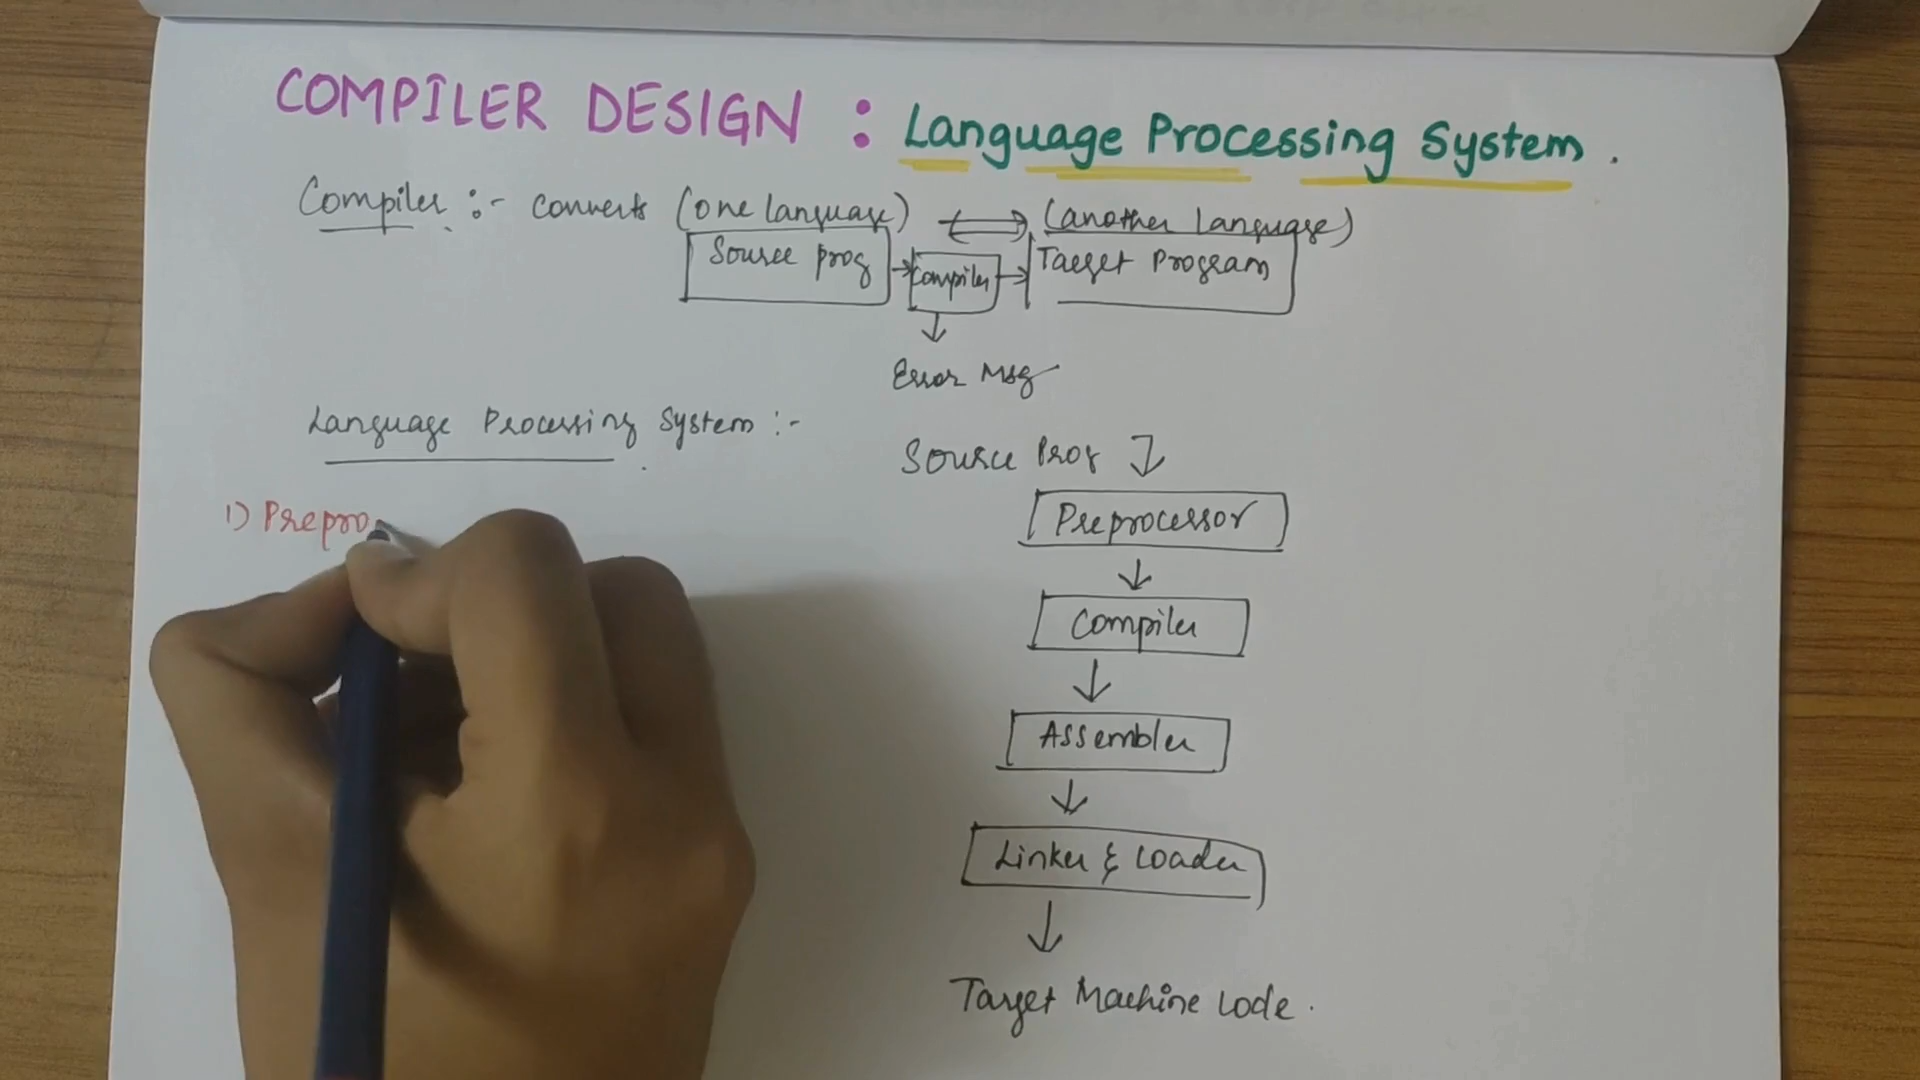 COMPILER DESIGN : Language Processing System .
Compiler :- converts (one language) (another language)
Source prog Compiler Target Program
Error Msg
Language Processing System :-
Source Prog
1) Prepro
Preprocessor
Compiler
Assembler
Linker & Loader
Target Machine Code .